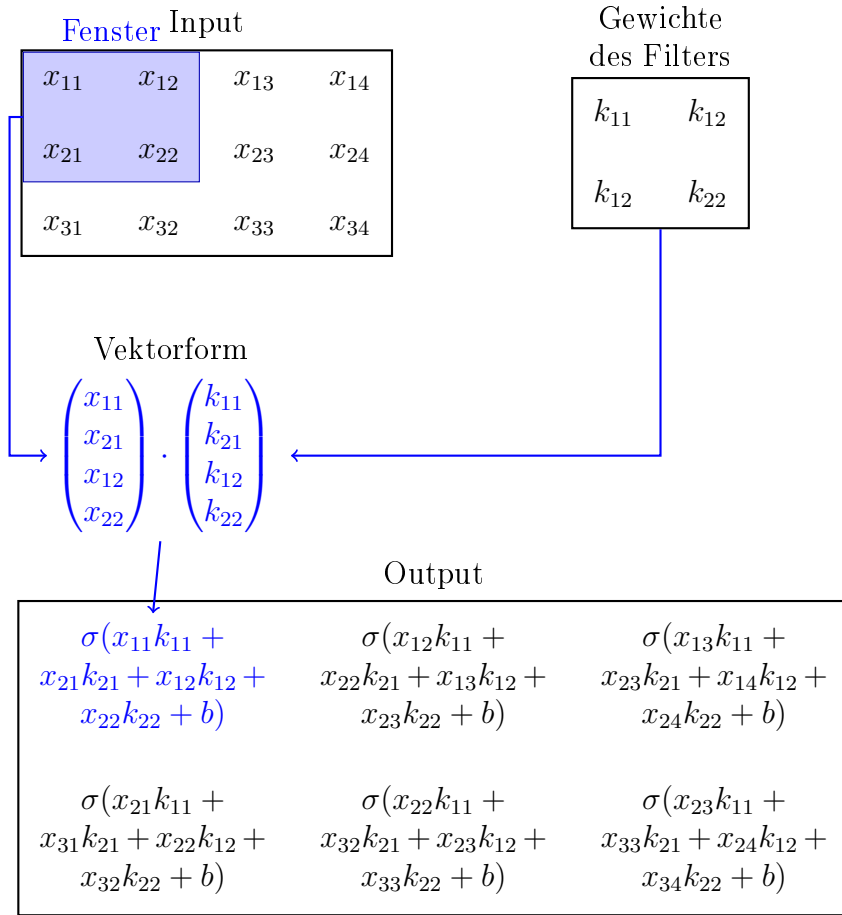 Fenster Input
x₁₁ x₁₂ x₁₃ x₁₄
x₂₁ x₂₂ x₂₃ x₂₄
x₃₁ x₃₂ x₃₃ x₃₄
Gewichte
des Filters
k₁₁ k₁₂
k₁₂ k₂₂
Vektorform
x₁₁ k₁₁
x₂₁ k₂₁
x₁₂ · k₁₂
x₂₂ k₂₂
Output
σ(x₁₁k₁₁ +
x₂₁k₂₁ + x₁₂k₁₂ +
x₂₂k₂₂ + b)
σ(x₁₂k₁₁ +
x₂₂k₂₁ + x₁₃k₁₂ +
x₂₃k₂₂ + b)
σ(x₁₃k₁₁ +
x₂₃k₂₁ + x₁₄k₁₂ +
x₂₄k₂₂ + b)
σ(x₂₁k₁₁ +
x₃₁k₂₁ + x₂₂k₁₂ +
x₃₂k₂₂ + b)
σ(x₂₂k₁₁ +
x₃₂k₂₁ + x₂₃k₁₂ +
x₃₃k₂₂ + b)
σ(x₂₃k₁₁ +
x₃₃k₂₁ + x₂₄k₁₂ +
x₃₄k₂₂ + b)